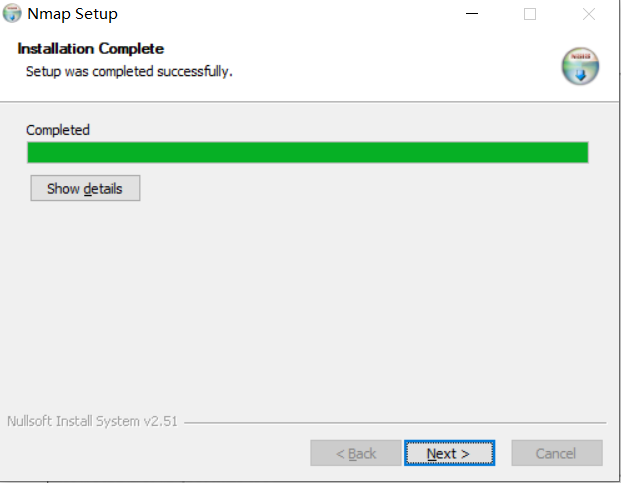 Nmap Setup
Installation Complete
Setup was completed successfully.
Completed
Show details
Nullsoft Install System v2.51
< Back
Next >
Cancel